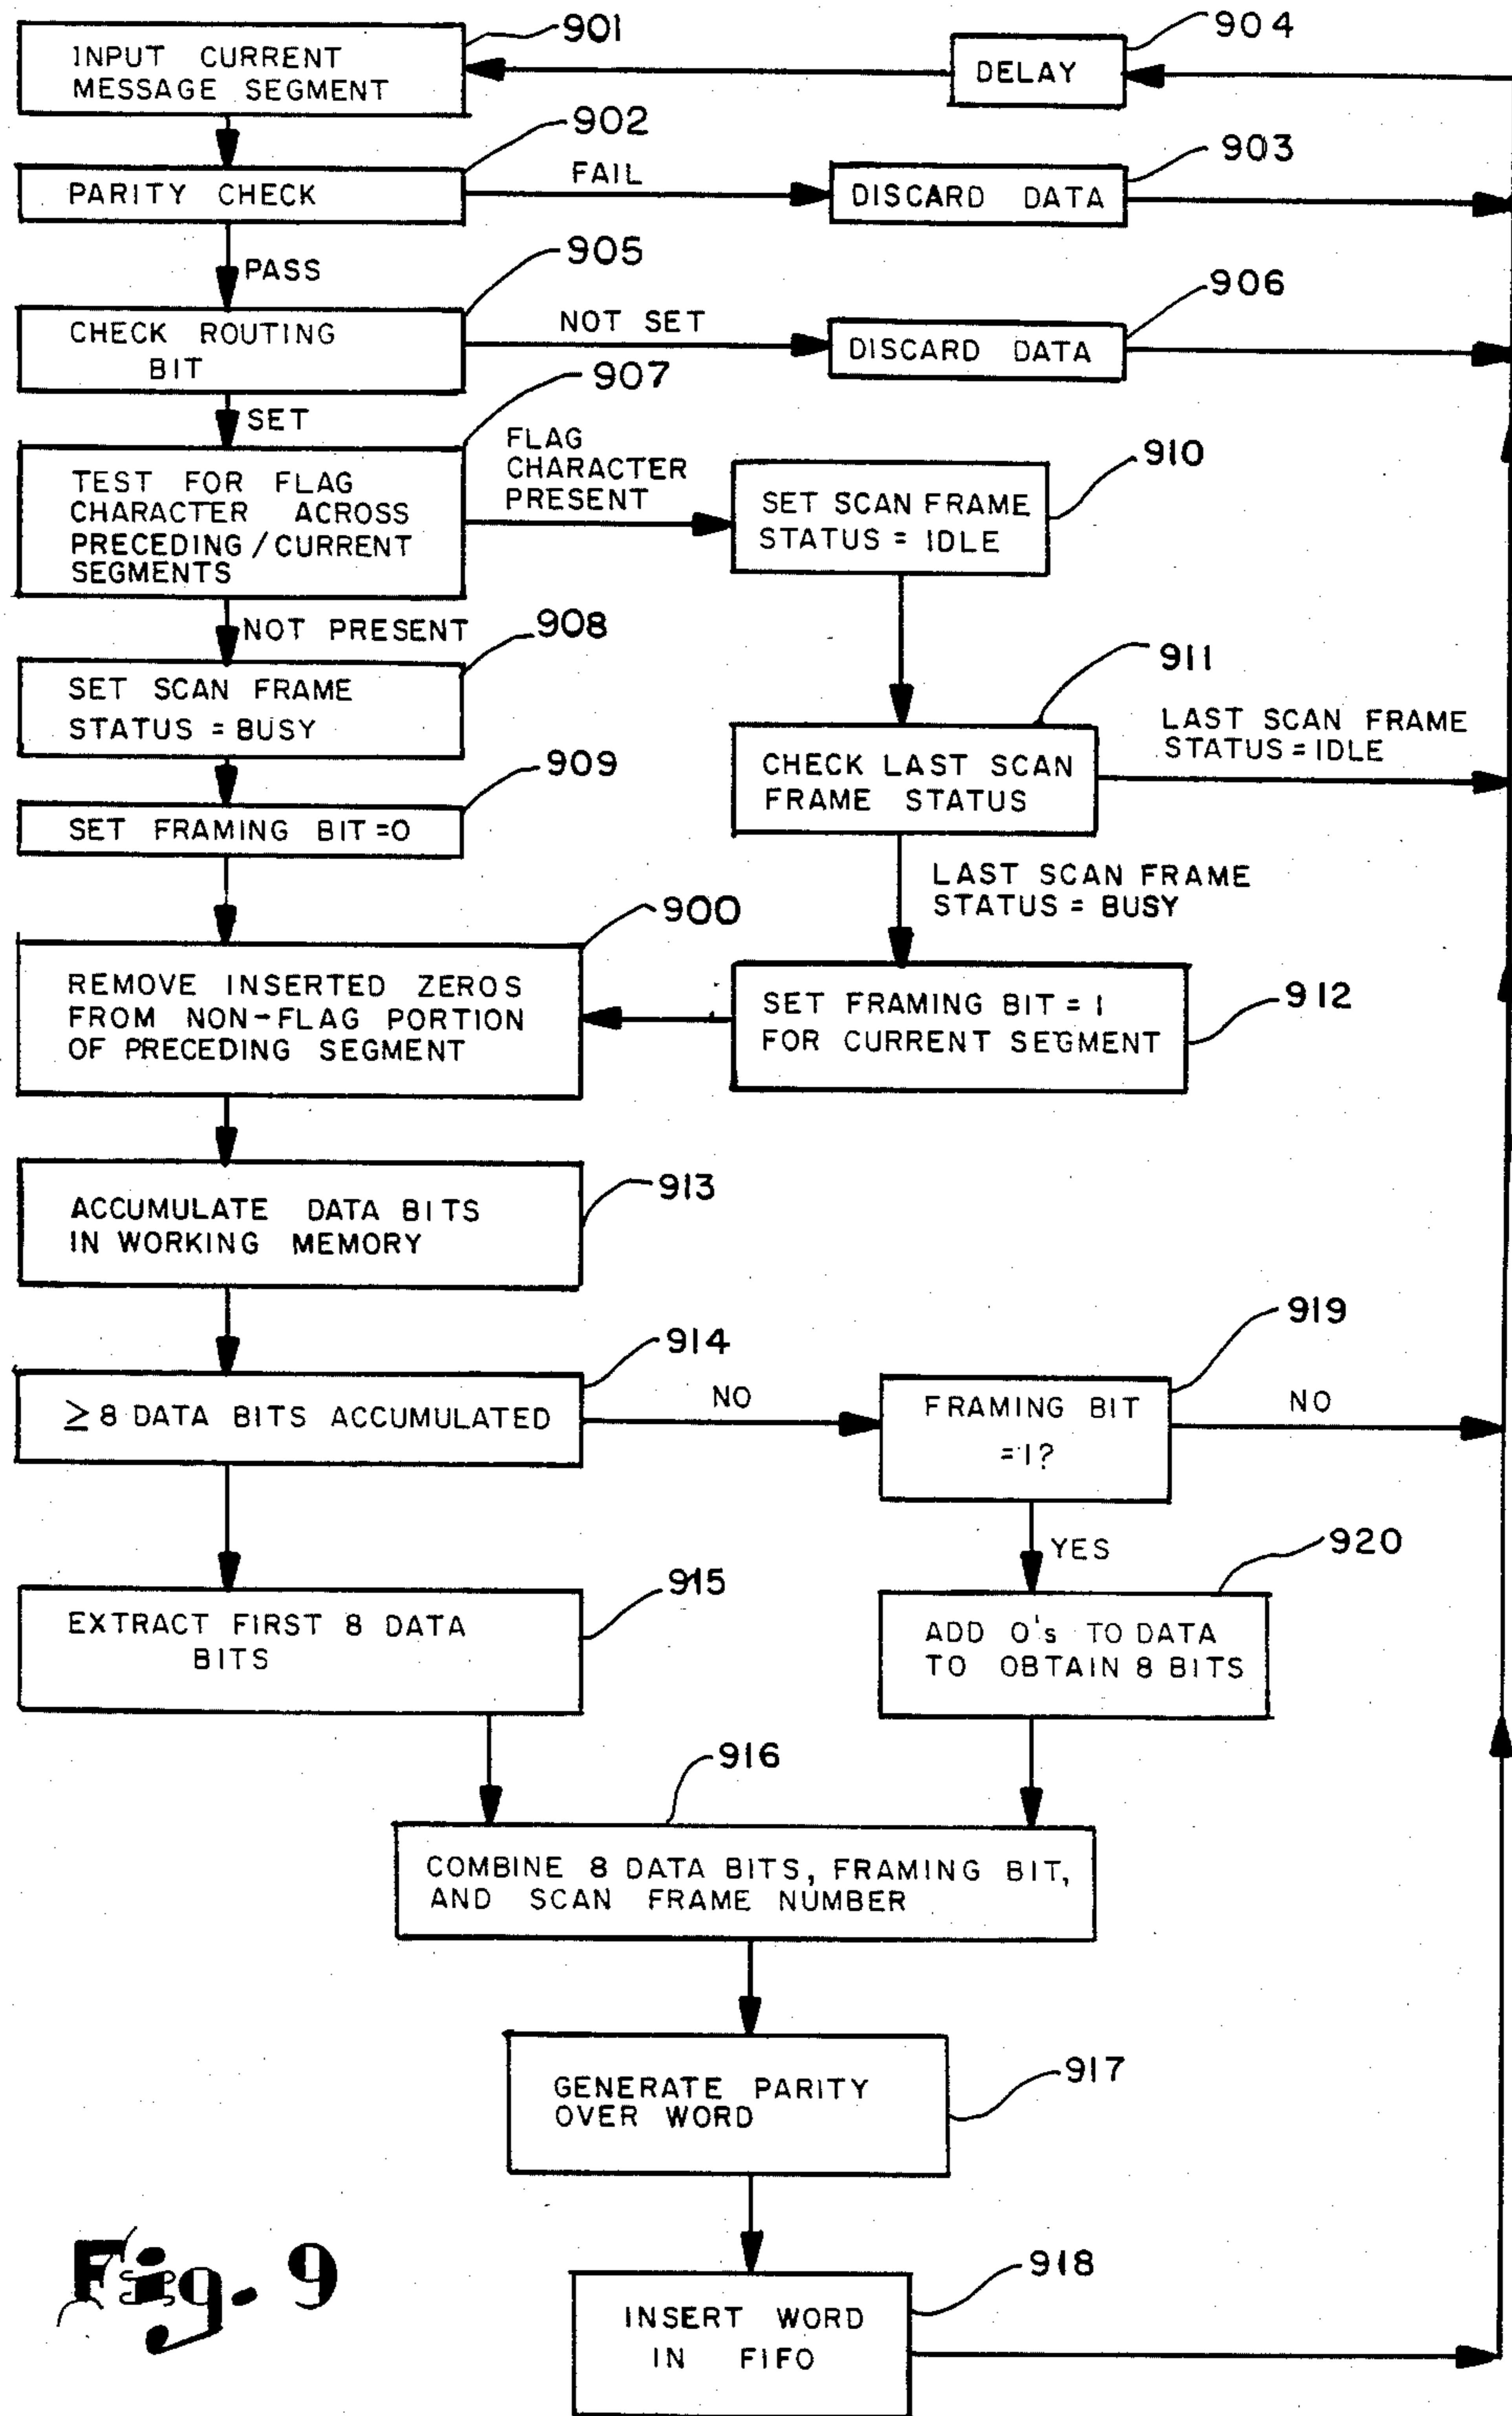 901
904
INPUT CURRENT
MESSAGE SEGMENT
DELAY
902
903
PARITY CHECK
FAIL
DISCARD DATA
PASS
905
906
CHECK ROUTING
BIT
NOT SET
DISCARD DATA
SET
907
FLAG
CHARACTER
PRESENT
910
TEST FOR FLAG
CHARACTER ACROSS
PRECEDING / CURRENT
SEGMENTS
SET SCAN FRAME
STATUS = IDLE
NOT PRESENT
908
911
SET SCAN FRAME
STATUS = BUSY
LAST SCAN FRAME
STATUS = IDLE
CHECK LAST SCAN
FRAME STATUS
909
SET FRAMING BIT =0
LAST SCAN FRAME
STATUS = BUSY
900
REMOVE INSERTED ZEROS
FROM NON-FLAG PORTION
OF PRECEDING SEGMENT
SET FRAMING BIT = 1
FOR CURRENT SEGMENT
912
ACCUMULATE DATA BITS
IN WORKING MEMORY
913
914
919
≥ 8 DATA BITS ACCUMULATED
NO
FRAMING BIT
=1?
NO
YES
920
915
EXTRACT FIRST 8 DATA
BITS
ADD 0's TO DATA
TO OBTAIN 8 BITS
916
COMBINE 8 DATA BITS, FRAMING BIT,
AND SCAN FRAME NUMBER
917
GENERATE PARITY
OVER WORD
918
INSERT WORD
IN FIFO
Fig. 9